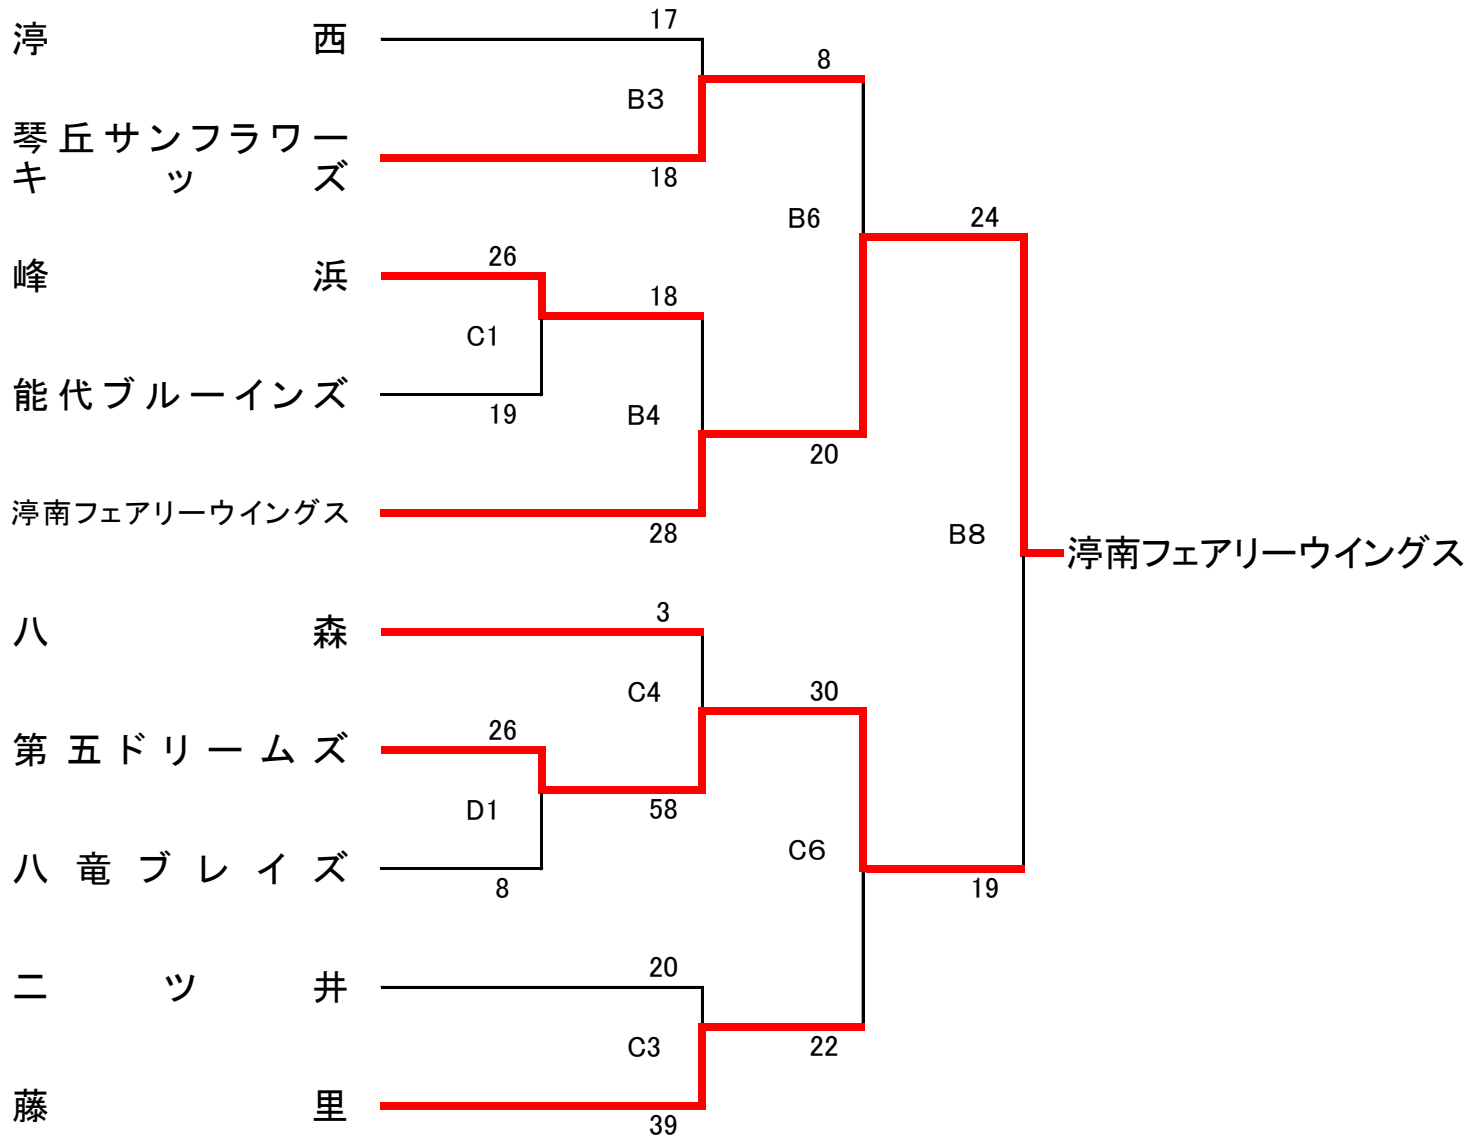 17
渟西
8
B3
琴丘サンフラワー
キッズ
18
B6
24
26
峰浜
18
C1
能代ブルーインズ
19
B4
20
渟南フェアリーウイングス
28
B8
渟南フェアリーウイングス
3
八森
C4
30
26
第五ドリームズ
D1
58
C6
八竜ブレイズ
8
19
20
二ツ井
C3
22
藤里
39